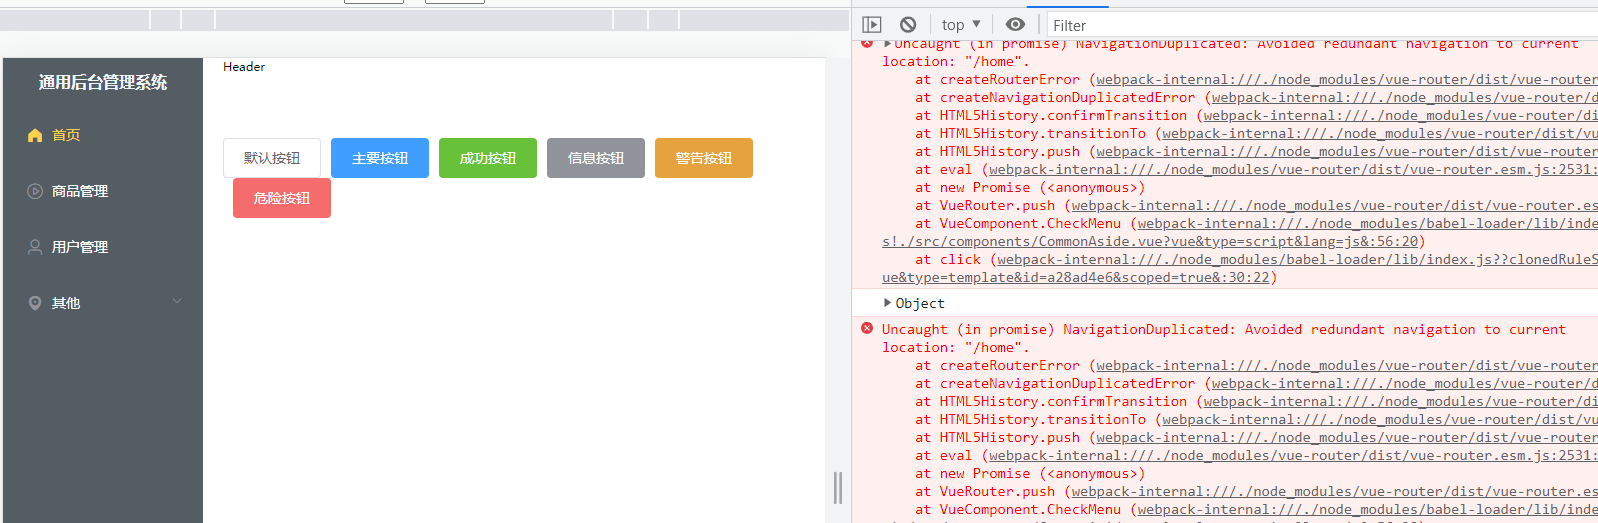 top
Filter
通用后台管理系统
首页
商品管理
用户管理
其他
Header
默认按钮
主要按钮
成功按钮
信息按钮
警告按钮
危险按钮
Uncaught (in promise) NavigationDuplicated: Avoided redundant navigation to current
location: "/home".
at createRouterError (webpack-internal:///./node_modules/vue-router/dist/vue-router
at createNavigationDuplicatedError (webpack-internal:///./node_modules/vue-router/d
at HTML5History.confirmTransition (webpack-internal:///./node_modules/vue-router/di
at HTML5History.transitionTo (webpack-internal:///./node_modules/vue-router/dist/vu
at HTML5History.push (webpack-internal:///./node_modules/vue-router/dist/vue-router
at eval (webpack-internal:///./node_modules/vue-router/dist/vue-router.esm.js:2531:
at new Promise (<anonymous>)
at VueRouter.push (webpack-internal:///./node_modules/vue-router/dist/vue-router.es
at VueComponent.CheckMenu (webpack-internal:///./node_modules/babel-loader/lib/inde
s!./src/components/CommonAside.vue?vue&type=script&lang=js&:56:20)
at click (webpack-internal:///./node_modules/babel-loader/lib/index.js??clonedRuleS
ue&type=template&id=a28ad4e6&scoped=true&:30:22)
Object
Uncaught (in promise) NavigationDuplicated: Avoided redundant navigation to current
location: "/home".
at createRouterError (webpack-internal:///./node_modules/vue-router/dist/vue-router
at createNavigationDuplicatedError (webpack-internal:///./node_modules/vue-router/d
at HTML5History.confirmTransition (webpack-internal:///./node_modules/vue-router/di
at HTML5History.transitionTo (webpack-internal:///./node_modules/vue-router/dist/vu
at HTML5History.push (webpack-internal:///./node_modules/vue-router/dist/vue-router
at eval (webpack-internal:///./node_modules/vue-router/dist/vue-router.esm.js:2531:
at new Promise (<anonymous>)
at VueRouter.push (webpack-internal:///./node_modules/vue-router/dist/vue-router.es
at VueComponent.CheckMenu (webpack-internal:///./node_modules/babel-loader/lib/inde